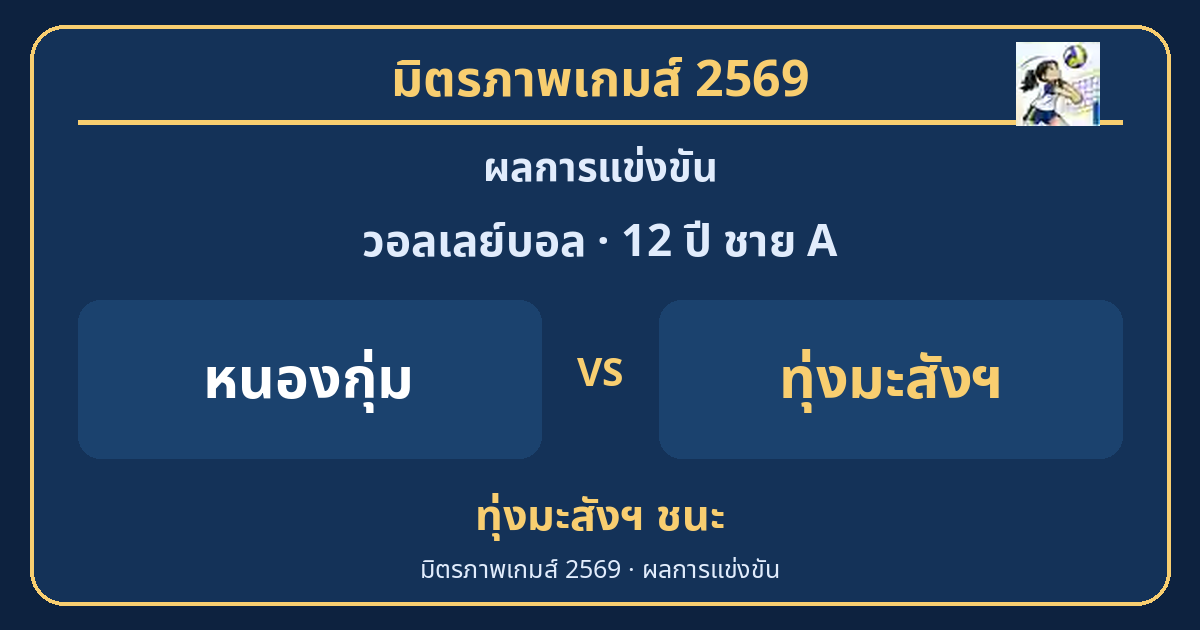 มิตรภาพเกมส์ 2569
ผลการแข่งขัน
วอลเลย์บอล · 12 ปี ชาย A
หนองกุ่ม
VS
ทุ่งมะสังฯ
ทุ่งมะสังฯ ชนะ
มิตรภาพเกมส์ 2569 · ผลการแข่งขัน